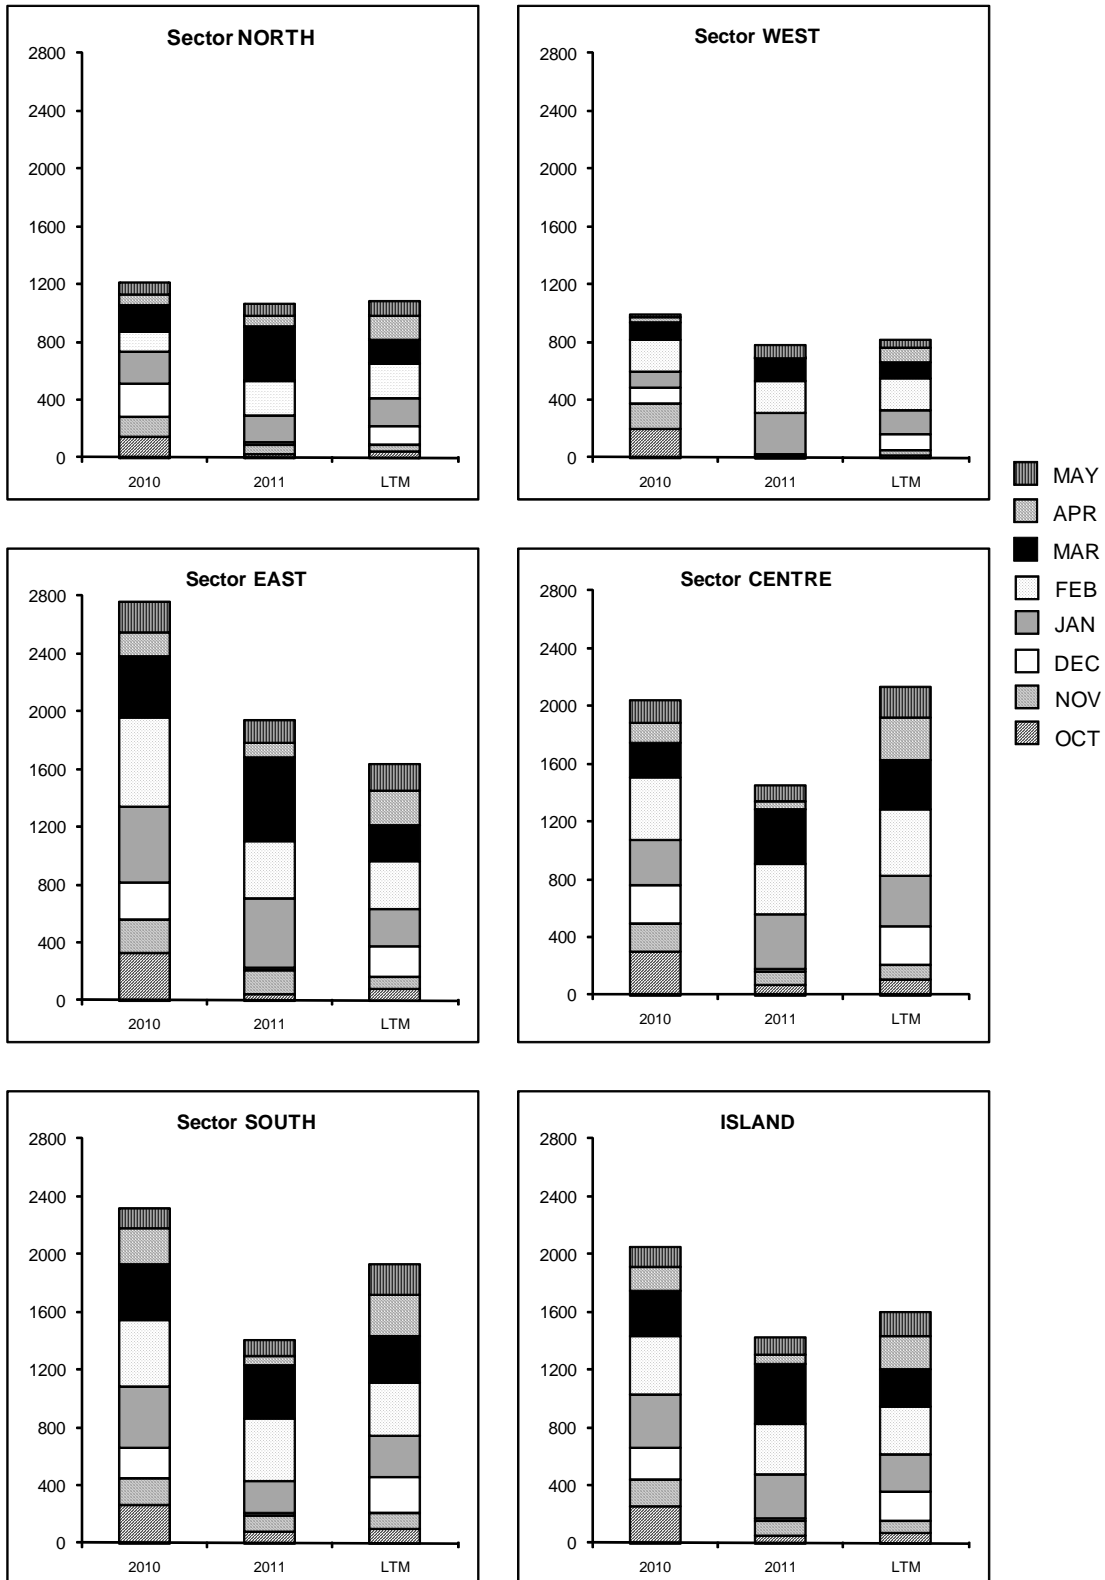 Sector NORTH
2800
2400
2000
1600
1200
800
400
0
2010 2011 LTM
Sector WEST
2800
2400
2000
1600
1200
800
400
0
2010 2011 LTM
MAY
APR
MAR
FEB
JAN
DEC
NOV
OCT
Sector EAST
2800
2400
2000
1600
1200
800
400
0
2010 2011 LTM
Sector CENTRE
2800
2400
2000
1600
1200
800
400
0
2010 2011 LTM
Sector SOUTH
2800
2400
2000
1600
1200
800
400
0
2010 2011 LTM
ISLAND
2800
2400
2000
1600
1200
800
400
0
2010 2011 LTM